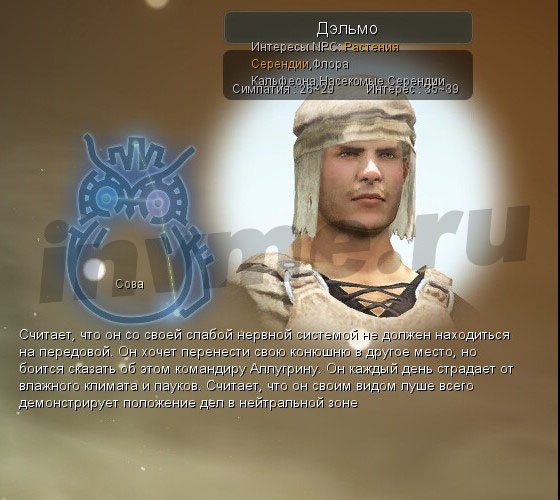 Дэльмо
Интересы NPC: Растения
Серендии,Флора
Кальфеона,Насекомые Серендии
Симпатия : 26~29 Интерес : 35~39
invme.ru
Сова
Считает, что он со своей слабой нервной системой не должен находиться
на передовой. Он хочет перенести свою конюшню в другое место, но
боится сказать об этом командиру Аллугрину. Он каждый день страдает от
влажного климата и пауков. Считает, что он своим видом луше всего
демонстрирует положение дел в нейтральной зоне